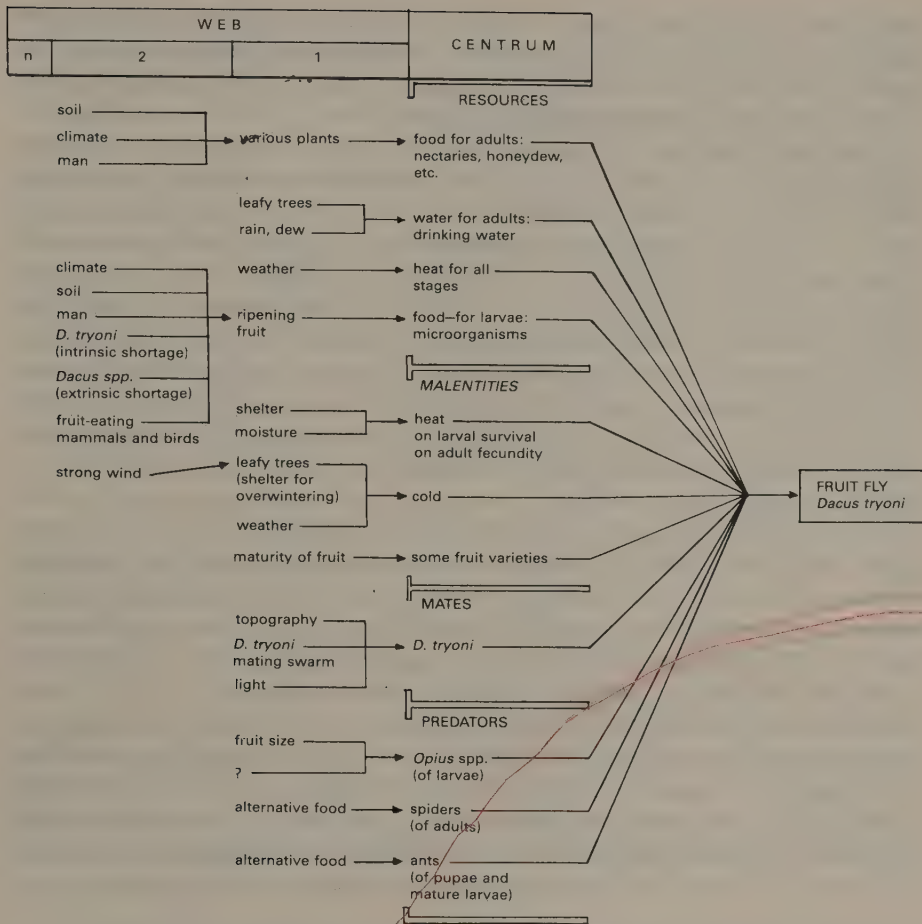 WEB
CENTRUM
n
2
1
RESOURCES
soil
climate
man
various plants
food for adults:
nectaries, honeydew,
etc.
leafy trees
rain, dew
water for adults:
drinking water
weather
heat for all
stages
climate
soil
man
D. tryoni
(intrinsic shortage)
Dacus spp.
(extrinsic shortage)
fruit-eating
mammals and birds
ripening
fruit
food—for larvae:
microorganisms
MALENTITIES
shelter
moisture
heat
on larval survival
on adult fecundity
strong wind
leafy trees
(shelter for
overwintering)
weather
cold
maturity of fruit
some fruit varieties
MATES
topography
D. tryoni
mating swarm
light
D. tryoni
PREDATORS
fruit size
?
Opius spp.
(of larvae)
alternative food
spiders
(of adults)
alternative food
ants
(of pupae and
mature larvae)
FRUIT FLY
Dacus tryoni